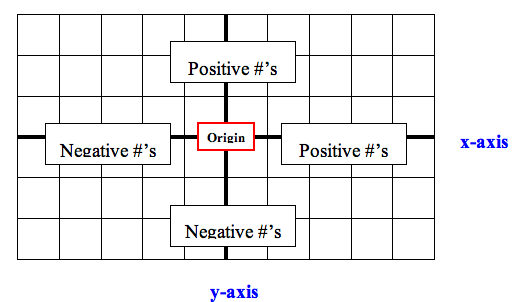 Positive #’s
Origin
Negative #’s
Positive #’s
x-axis
Negative #’s
y-axis